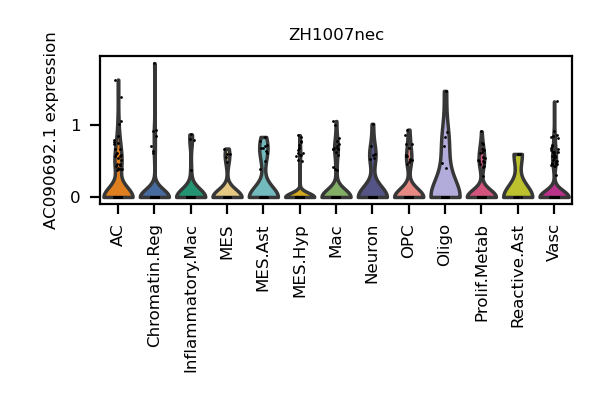 ZH1007nec
AC090692.1 expression
1
0
AC
Chromatin.Reg
Inflammatory.Mac
MES
MES.Ast
MES.Hyp
Mac
Neuron
OPC
Oligo
Prolif.Metab
Reactive.Ast
Vasc